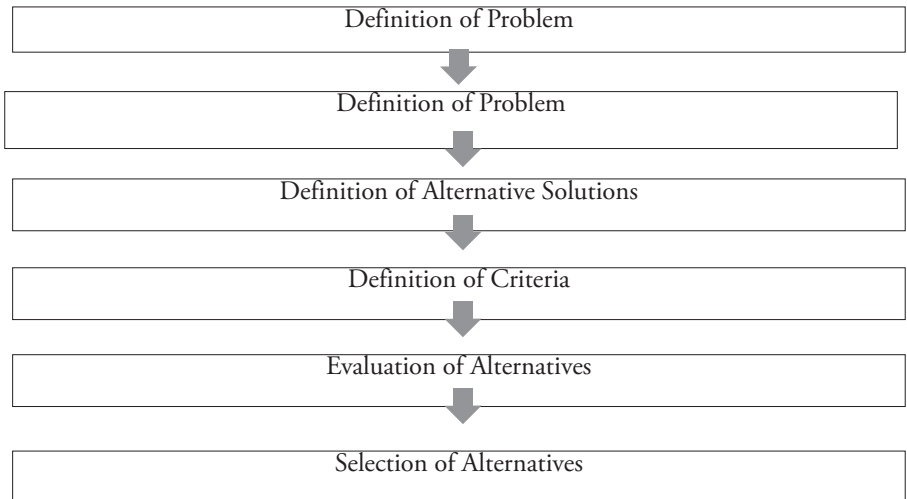 Definition of Problem
Definition of Problem
Definition of Alternative Solutions
Definition of Criteria
Evaluation of Alternatives
Selection of Alternatives